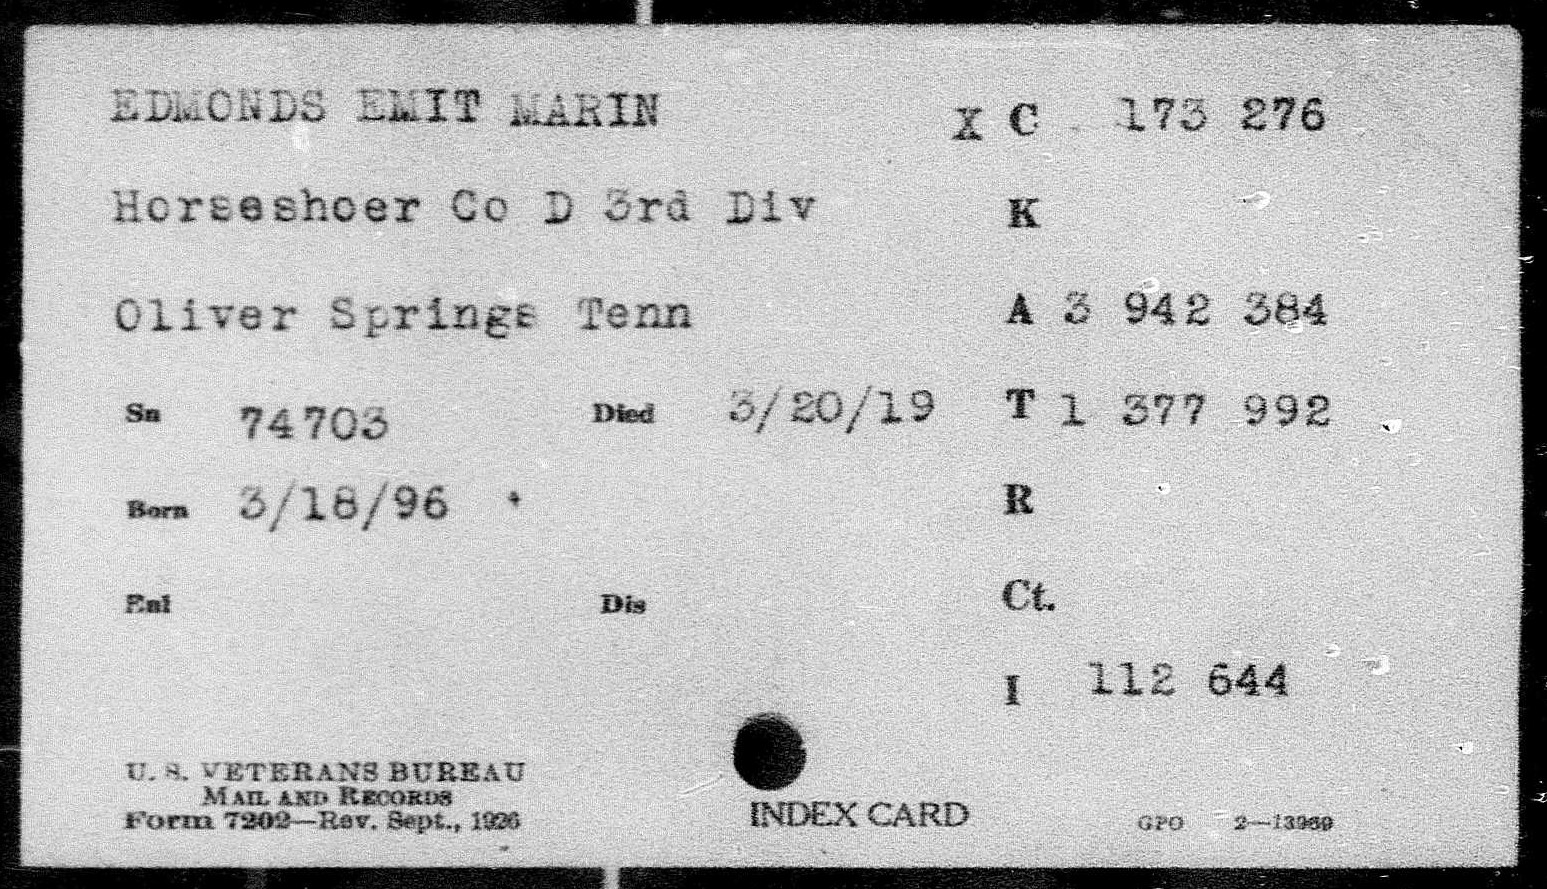 EDMONDS EMIT MARIN X C 173 276
Horseshoer Co D 3rd Div K
Oliver Springs Tenn A 3 942 384
Sn 74703 Died 3/20/19 T 1 377 992
Born 3/18/96 R
Enl Dis Ct.
I 112 644
U. S. VETERANS BUREAU
MAIL AND RECORDS
Form 7202—Rev. Sept., 1926
INDEX CARD
GPO 2—13969